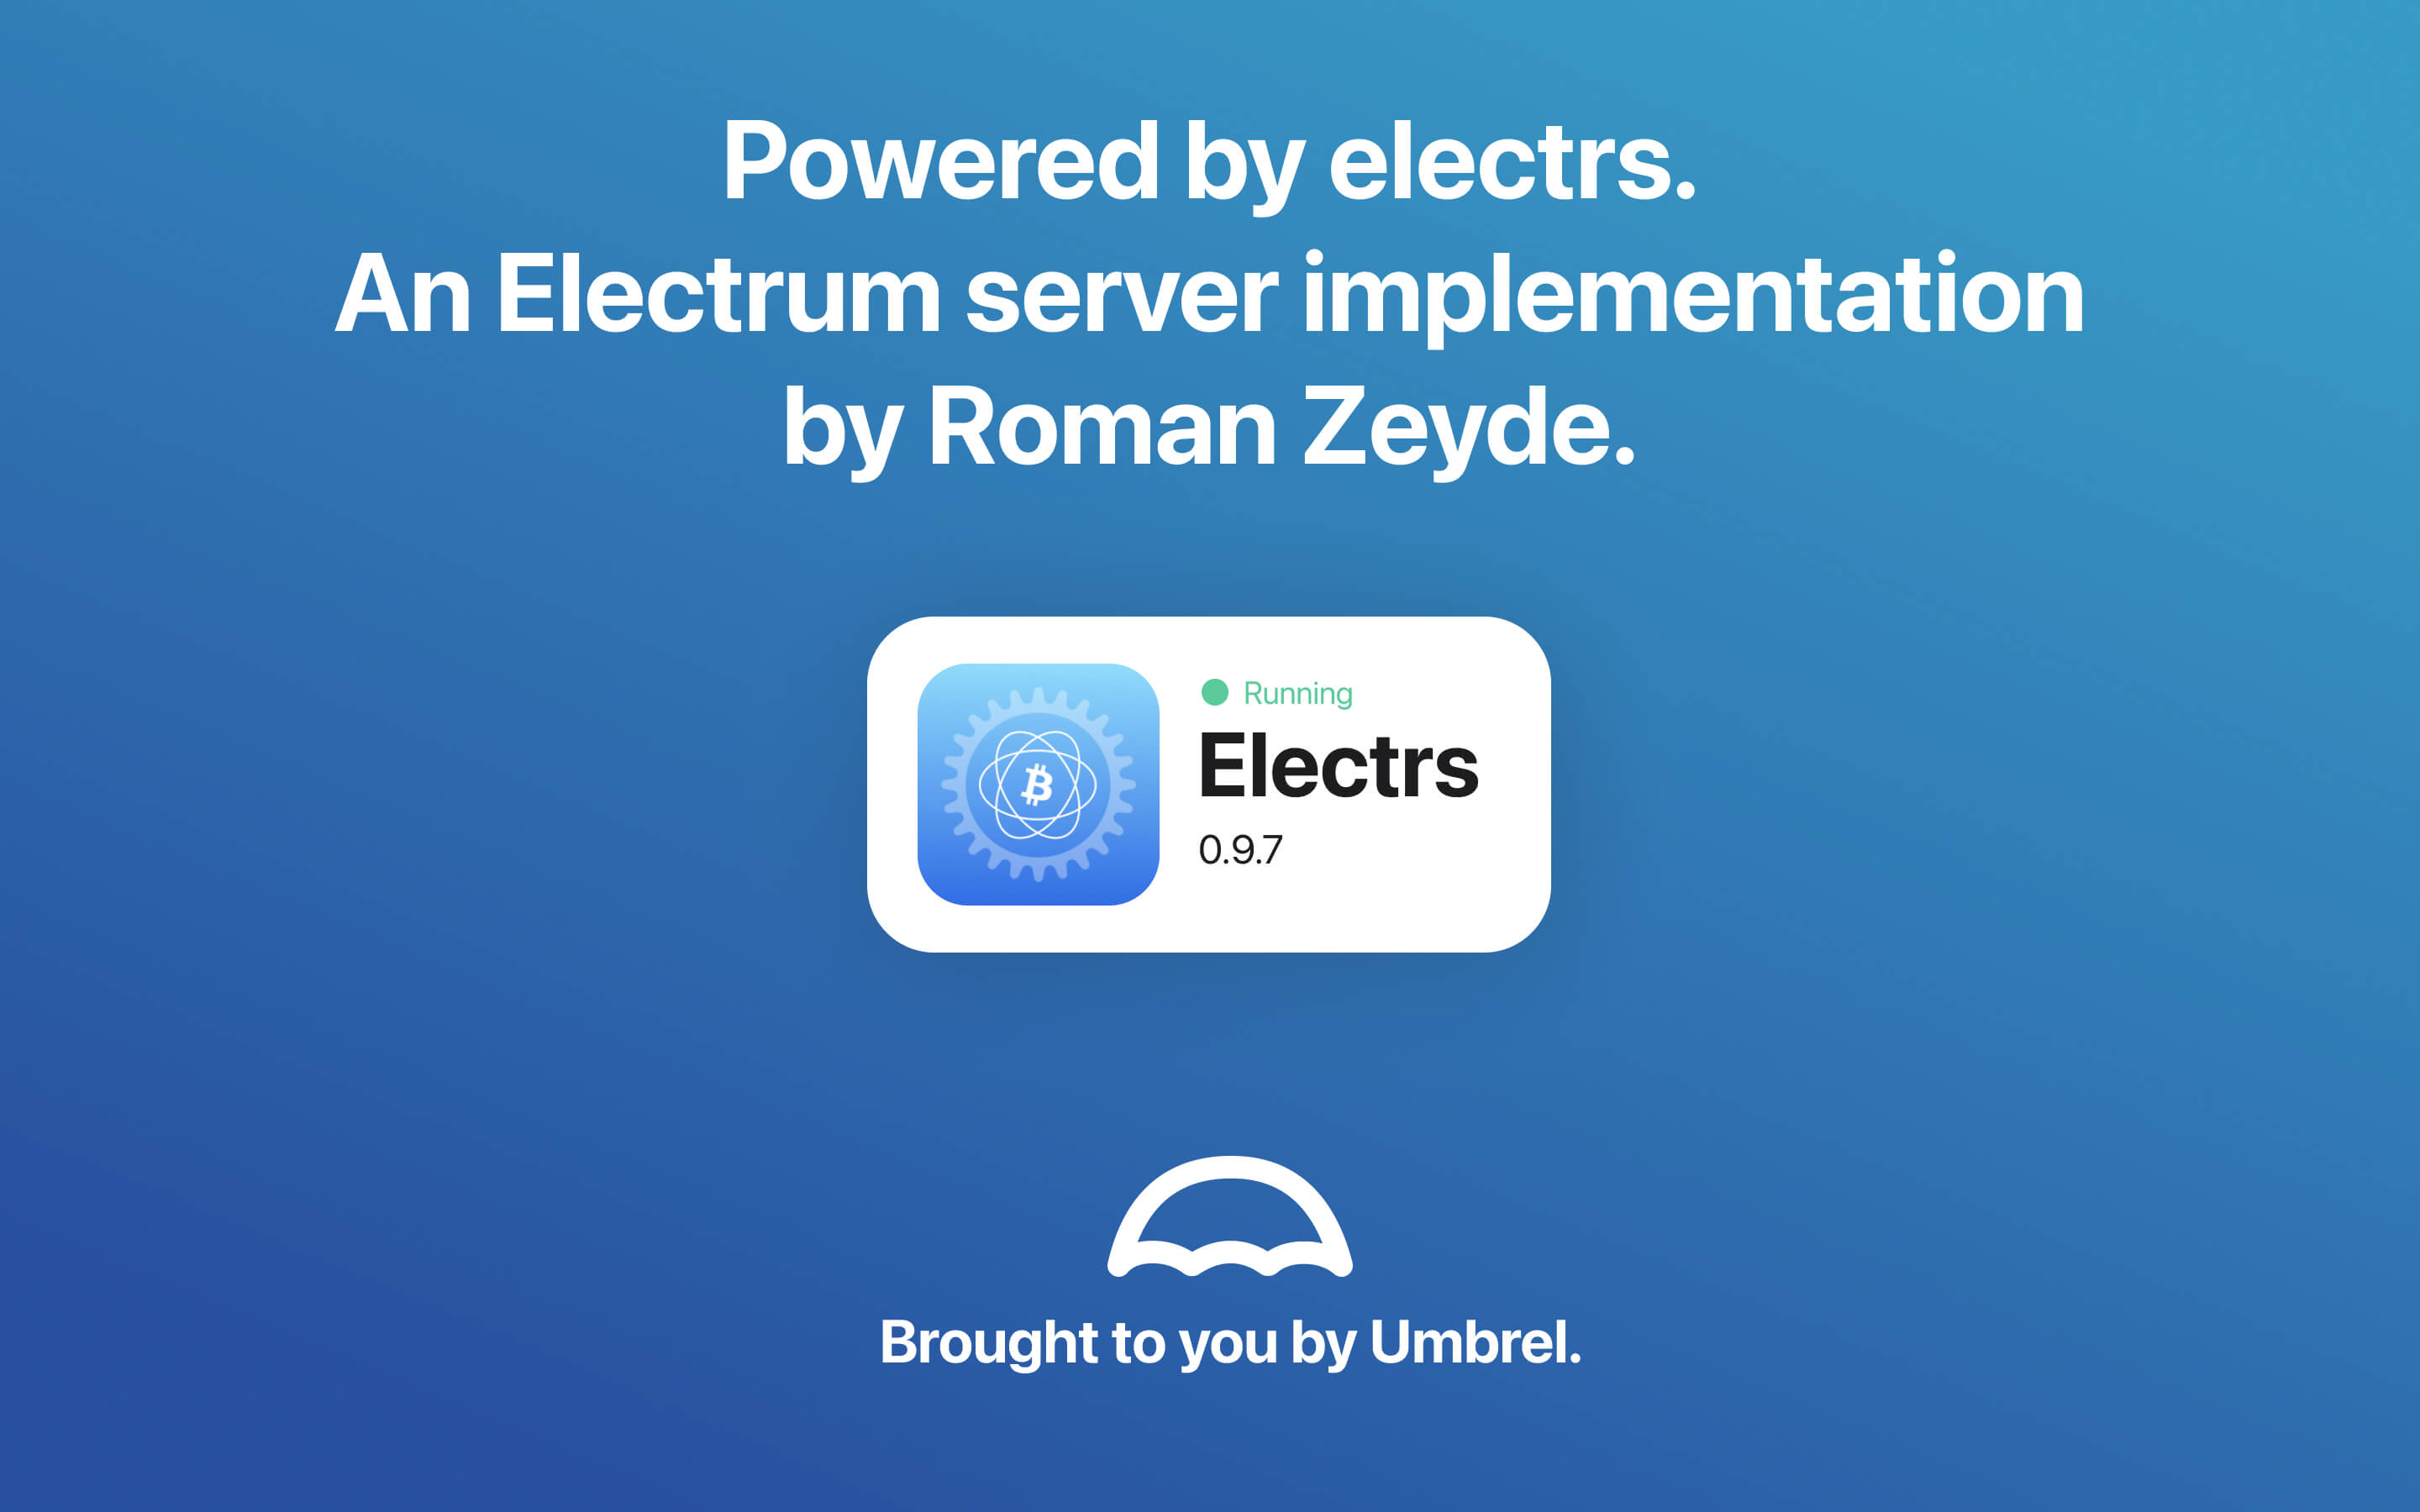 Powered by electrs.
An Electrum server implementation
by Roman Zeyde.
Running
Electrs
0.9.7
Brought to you by Umbrel.